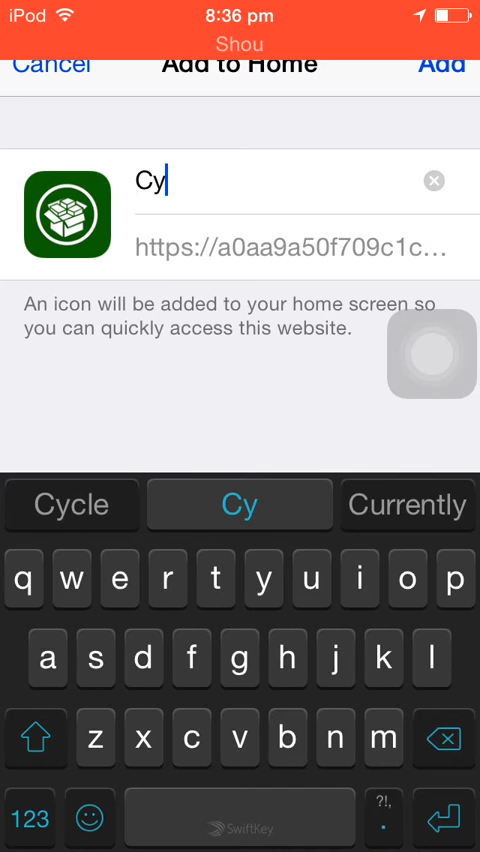 iPod 8:36 pm
Shou
Cancel Add to Home Add
Cy
https://a0aa9a50f709c1c...
An icon will be added to your home screen so
you can quickly access this website.
Cycle Cy Currently
q w e r t y u i o p
a s d f g h j k l
z x c v b n m
?!,
123 SwiftKey .